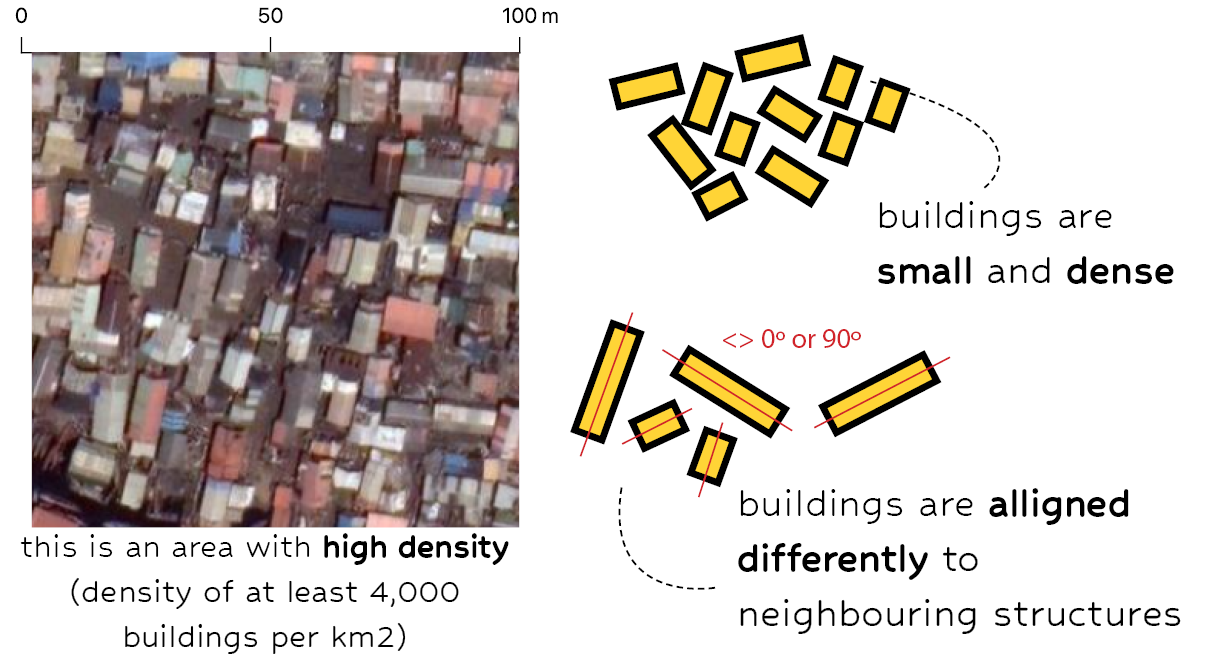 0 50 100 m
buildings are
small and dense
<> 0º or 90º
buildings are alligned
differently to
neighbouring structures
this is an area with high density
(density of at least 4,000
buildings per km2)